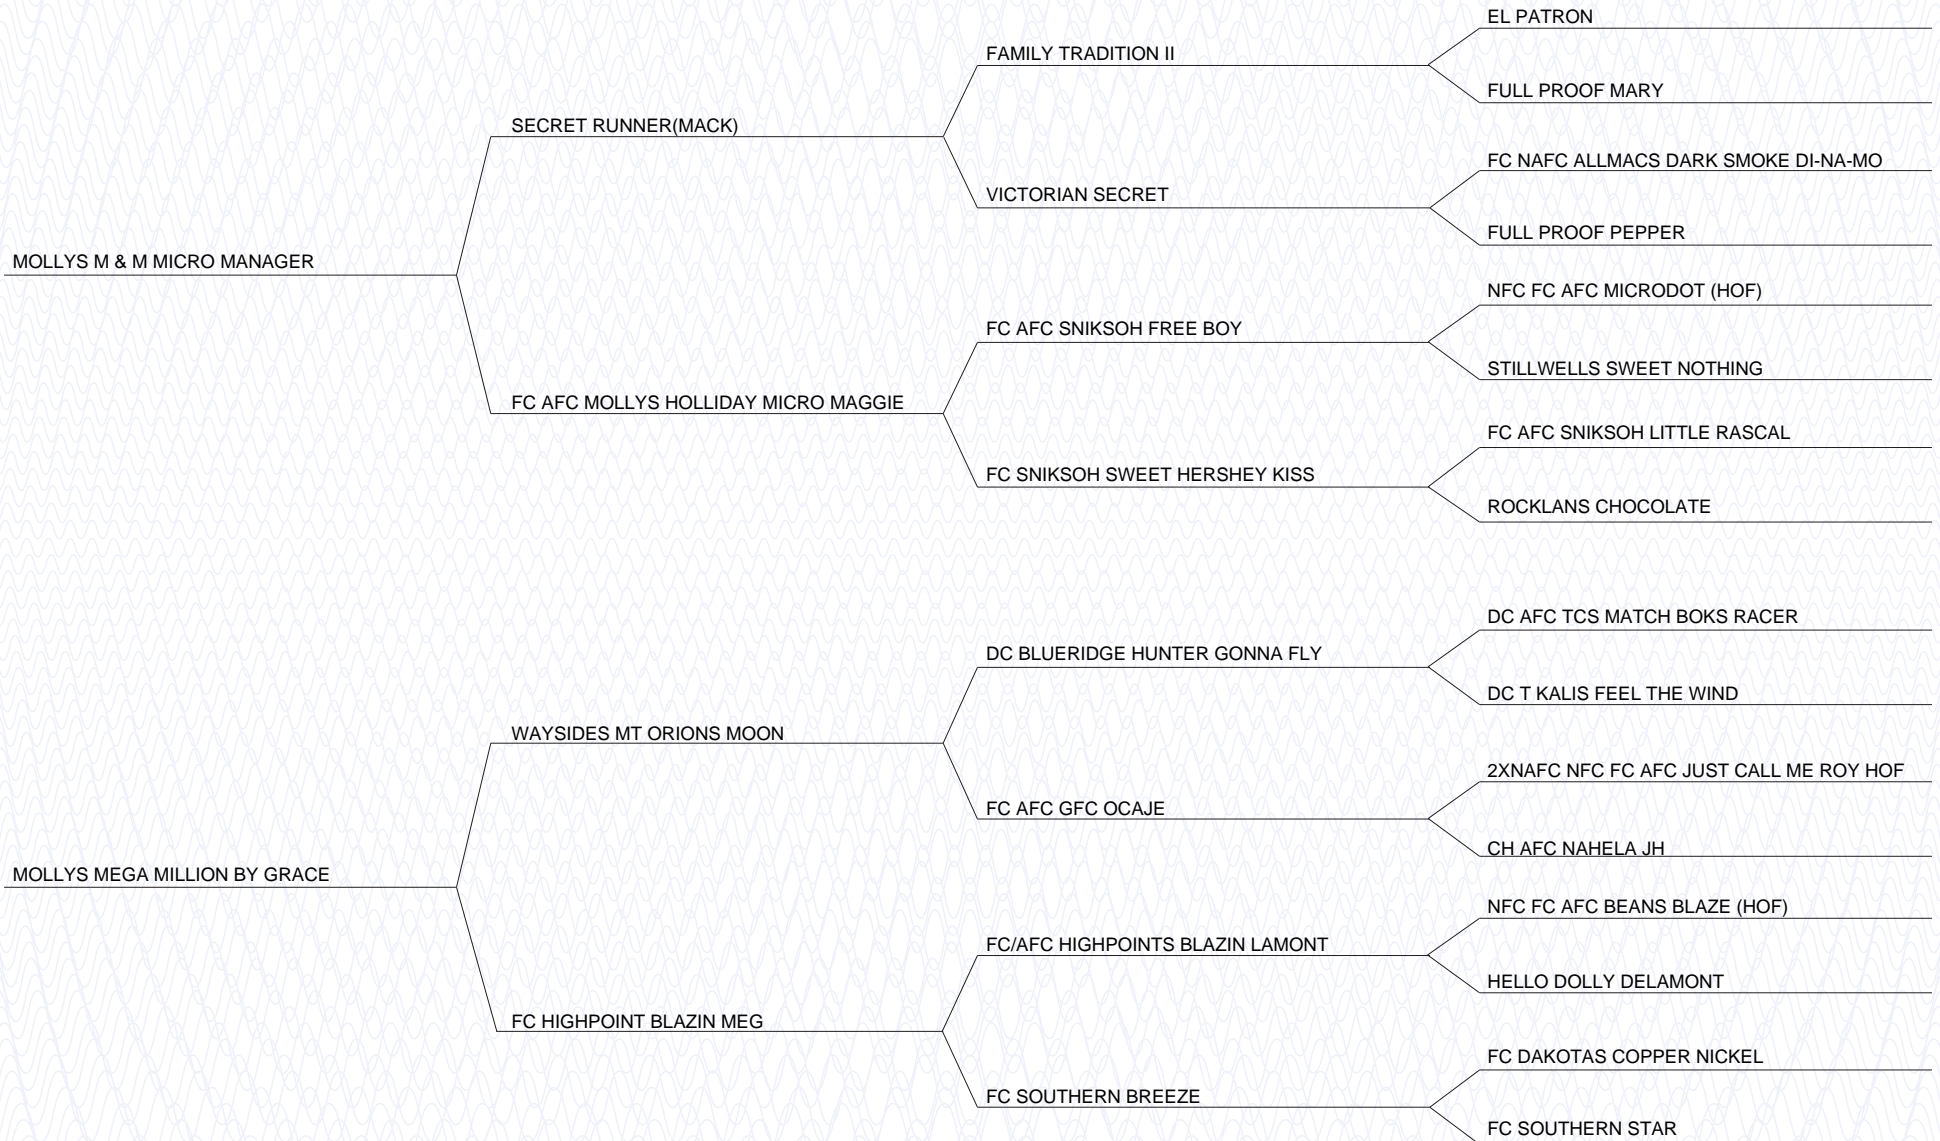 EL PATRON
FAMILY TRADITION II
FULL PROOF MARY
SECRET RUNNER(MACK)
FC NAFC ALLMACS DARK SMOKE DI-NA-MO
VICTORIAN SECRET
FULL PROOF PEPPER
MOLLYS M & M MICRO MANAGER
NFC FC AFC MICRODOT (HOF)
FC AFC SNIKSOH FREE BOY
STILLWELLS SWEET NOTHING
FC AFC MOLLYS HOLLIDAY MICRO MAGGIE
FC AFC SNIKSOH LITTLE RASCAL
FC SNIKSOH SWEET HERSHEY KISS
ROCKLANS CHOCOLATE
DC AFC TCS MATCH BOKS RACER
DC BLUERIDGE HUNTER GONNA FLY
DC T KALIS FEEL THE WIND
WAYSIDES MT ORIONS MOON
2XNAFC NFC FC AFC JUST CALL ME ROY HOF
FC AFC GFC OCAJE
CH AFC NAHELA JH
MOLLYS MEGA MILLION BY GRACE
NFC FC AFC BEANS BLAZE (HOF)
FC/AFC HIGHPOINTS BLAZIN LAMONT
HELLO DOLLY DELAMONT
FC HIGHPOINT BLAZIN MEG
FC DAKOTAS COPPER NICKEL
FC SOUTHERN BREEZE
FC SOUTHERN STAR